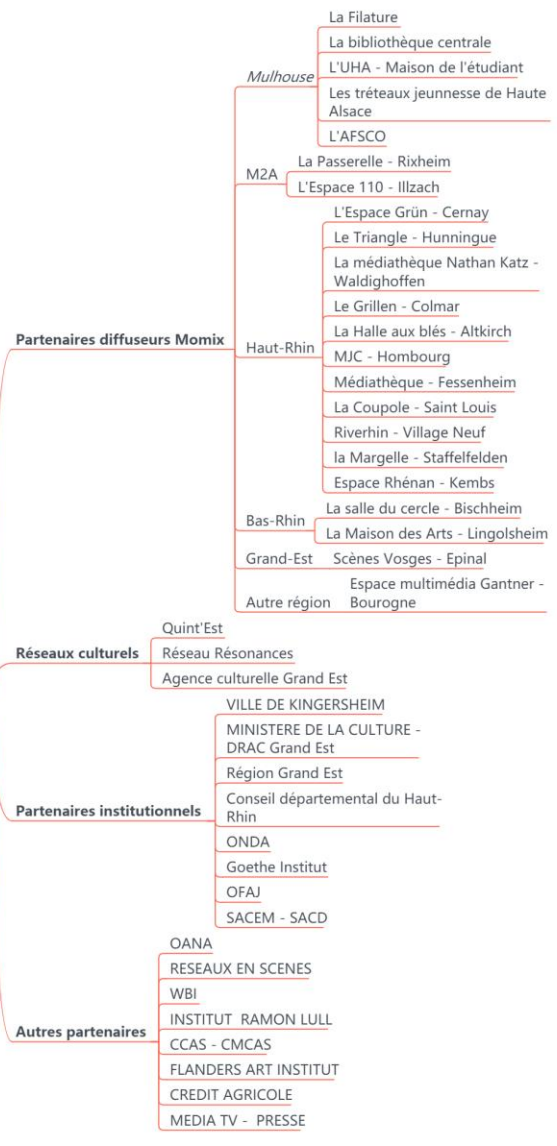 La Filature
La bibliothèque centrale
Mulhouse
L'UHA - Maison de l'étudiant
Les tréteaux jeunnesse de Haute
Alsace
L'AFSCO
M2A
La Passerelle - Rixheim
L'Espace 110 - Illzach
L'Espace Grün - Cernay
Le Triangle - Hunningue
La médiathèque Nathan Katz -
Waldighoffen
Le Grillen - Colmar
Partenaires diffuseurs Momix
Haut-Rhin
La Halle aux blés - Altkirch
MJC - Hombourg
Médiathèque - Fessenheim
La Coupole - Saint Louis
Riverhin - Village Neuf
la Margelle - Staffelfelden
Espace Rhénan - Kembs
Bas-Rhin
La salle du cercle - Bischheim
La Maison des Arts - Lingolsheim
Grand-Est
Scènes Vosges - Epinal
Autre région
Espace multimédia Gantner -
Bourogne
Réseaux culturels
Quint'Est
Réseau Résonances
Agence culturelle Grand Est
Partenaires institutionnels
VILLE DE KINGERSHEIM
MINISTERE DE LA CULTURE -
DRAC Grand Est
Région Grand Est
Conseil départemental du Haut-
Rhin
ONDA
Goethe Institut
OFAJ
SACEM - SACD
Autres partenaires
OANA
RESEAUX EN SCENES
WBI
INSTITUT  RAMON LULL
CCAS - CMCAS
FLANDERS ART INSTITUT
CREDIT AGRICOLE
MEDIA TV -  PRESSE